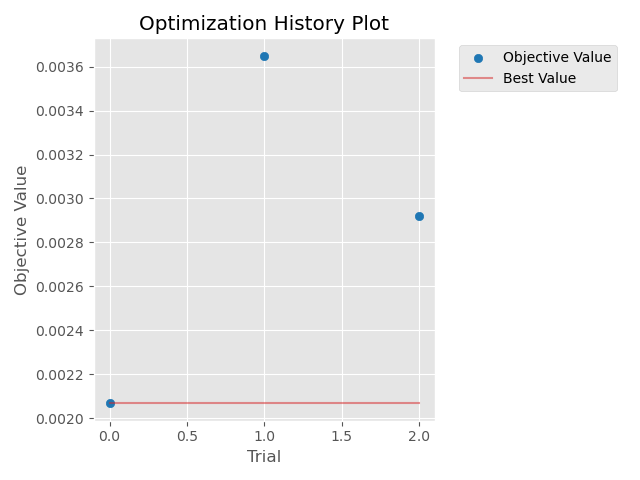 Optimization History Plot
Objective Value
Best Value
0.0036
0.0034
0.0032
0.0030
0.0028
0.0026
0.0024
0.0022
0.0020
Objective Value
0.0 0.5 1.0 1.5 2.0
Trial